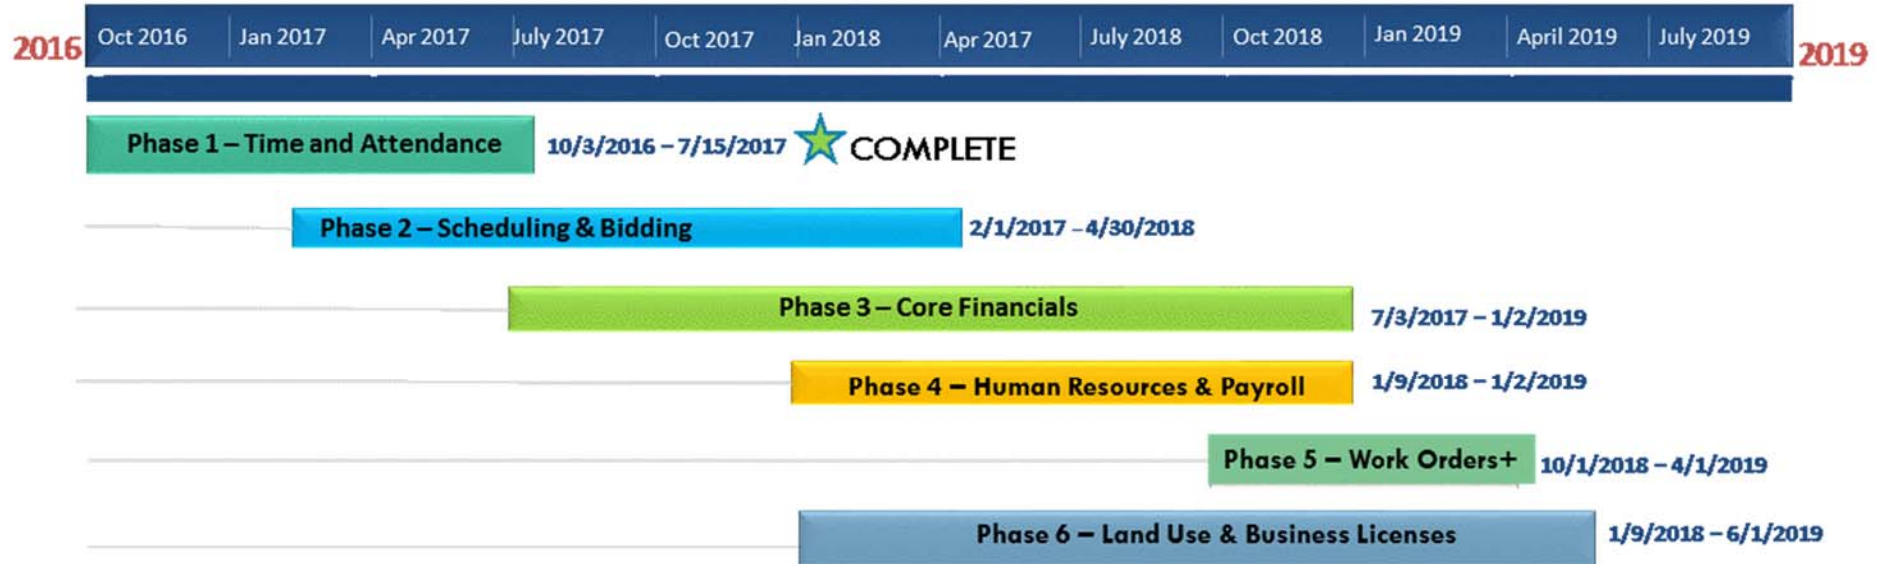 2016
Oct 2016 Jan 2017 Apr 2017 July 2017 Oct 2017 Jan 2018 Apr 2017 July 2018 Oct 2018 Jan 2019 April 2019 July 2019
2019
Phase 1 – Time and Attendance 10/3/2016 – 7/15/2017 COMPLETE
Phase 2 – Scheduling & Bidding 2/1/2017 – 4/30/2018
Phase 3 – Core Financials 7/3/2017 – 1/2/2019
Phase 4 – Human Resources & Payroll 1/9/2018 – 1/2/2019
Phase 5 – Work Orders+ 10/1/2018 – 4/1/2019
Phase 6 – Land Use & Business Licenses 1/9/2018 – 6/1/2019